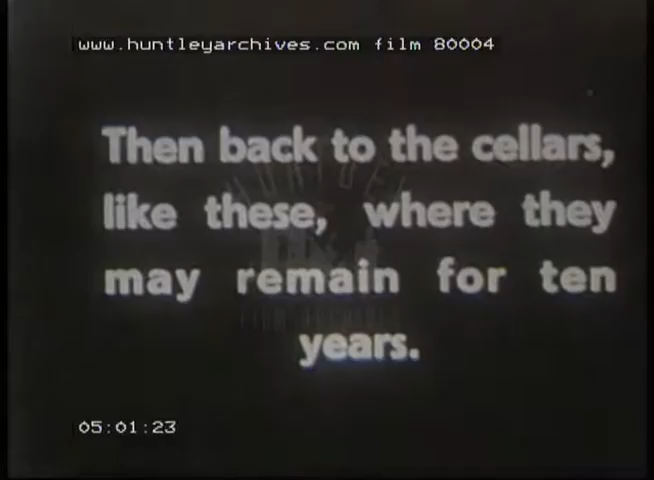 www.huntleyarchives.com film 80004
Then back to the cellars,
like these, where they
may remain for ten
years.
05:01:23